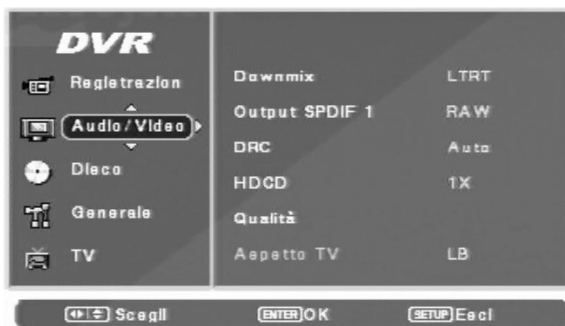 DVR
Registrazion
Audio/Video
Disco
Generale
TV
Downmix LTRT
Output SPDIF 1 RAW
DRC Auto
HDCD 1X
Qualità
Aspetto TV LB
Scegli ENTER OK SETUP Esci